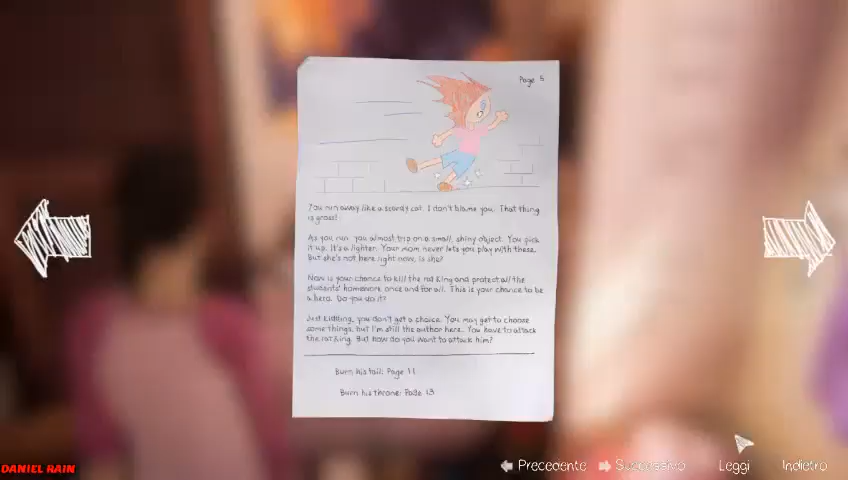 Page 5
You run away like a scaredy cat. I don't blame you. That thing
is gross!
As you run, you almost trip on a small, shiny object. You pick
it up. It's a lighter. Your mom never lets you play with these.
But she's not here right now, is she?
Now is your chance to kill the rat king and protect all the
students' homework once and for all. This is your chance to be
a hero. Do you do it?
Just kidding, you don't get a choice. You may get to choose
some things, but I'm still the author here. You have to attack
the rat king. But how do you want to attack him?
Burn his tail: Page 11
Burn his throne: Page 13
Precedente Successivo Leggi Indietro
DANIEL RAIN